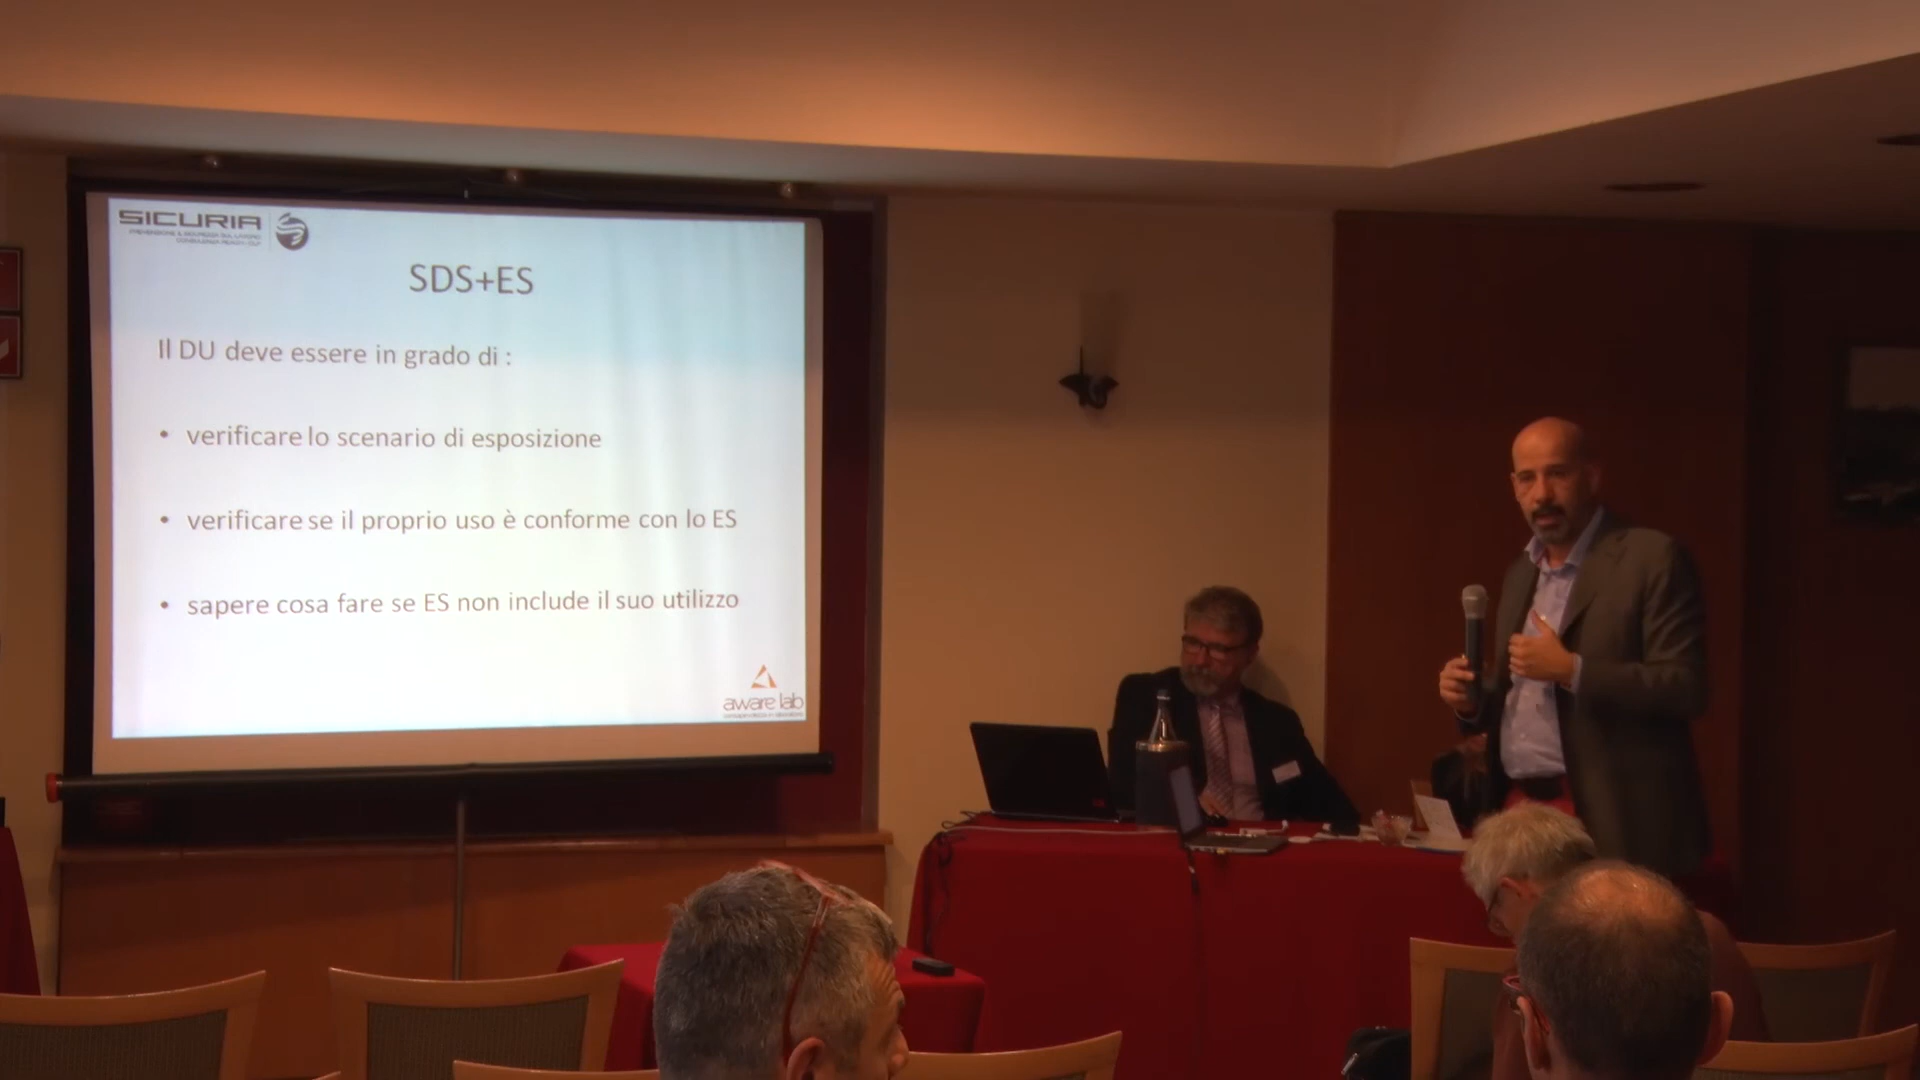 SICURIA
SDS+ES
Il DU deve essere in grado di :
• verificare lo scenario di esposizione
• verificare se il proprio uso è conforme con lo ES
• sapere cosa fare se ES non include il suo utilizzo
aware lab